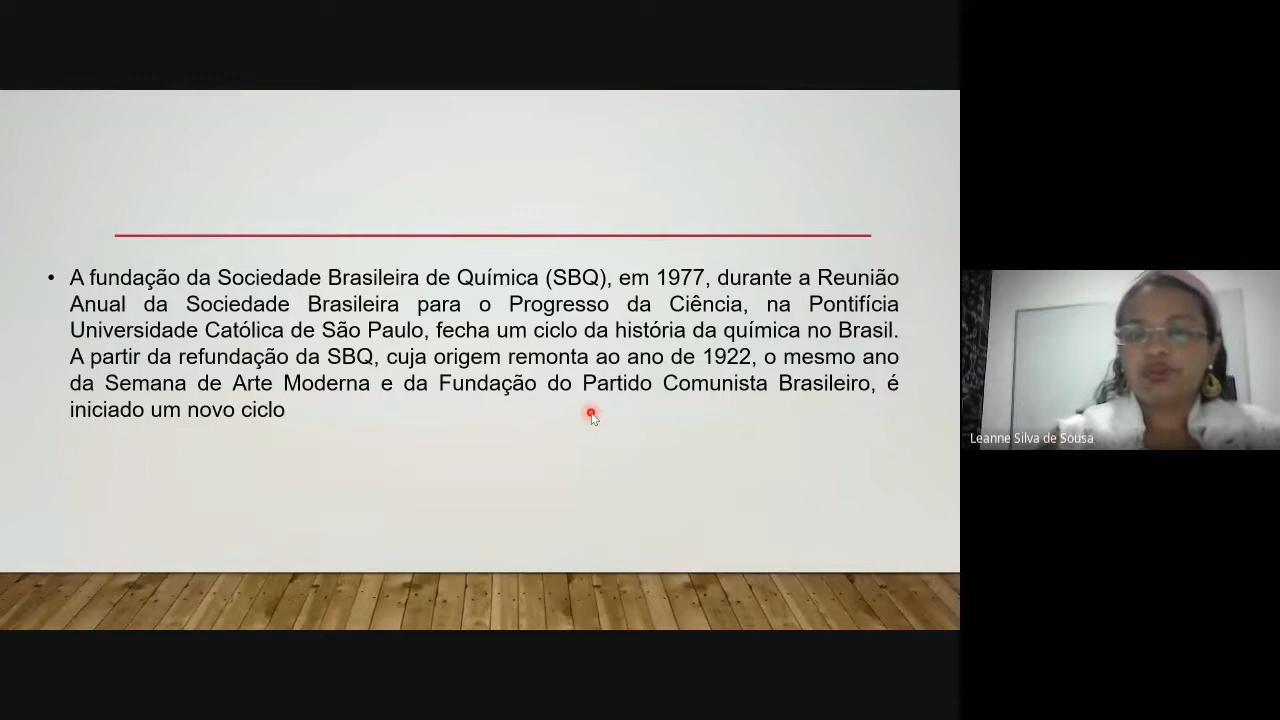 • A fundação da Sociedade Brasileira de Química (SBQ), em 1977, durante a Reunião
Anual da Sociedade Brasileira para o Progresso da Ciência, na Pontifícia
Universidade Católica de São Paulo, fecha um ciclo da história da química no Brasil.
A partir da refundação da SBQ, cuja origem remonta ao ano de 1922, o mesmo ano
da Semana de Arte Moderna e da Fundação do Partido Comunista Brasileiro, é
iniciado um novo ciclo
Leanne Silva de Sousa